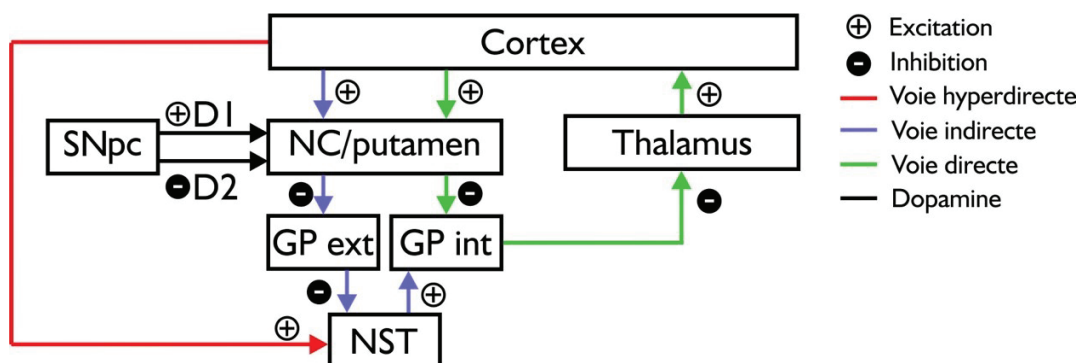 Cortex
⊕ Excitation
⊖ Inhibition
Voie hyperdirecte
Voie indirecte
Voie directe
Dopamine
⊕ ⊕ ⊕
SNpc
⊕D1
⊖D2
NC/putamen
Thalamus
⊖ ⊖ ⊖
GP ext
GP int
⊖ ⊕
⊕
NST